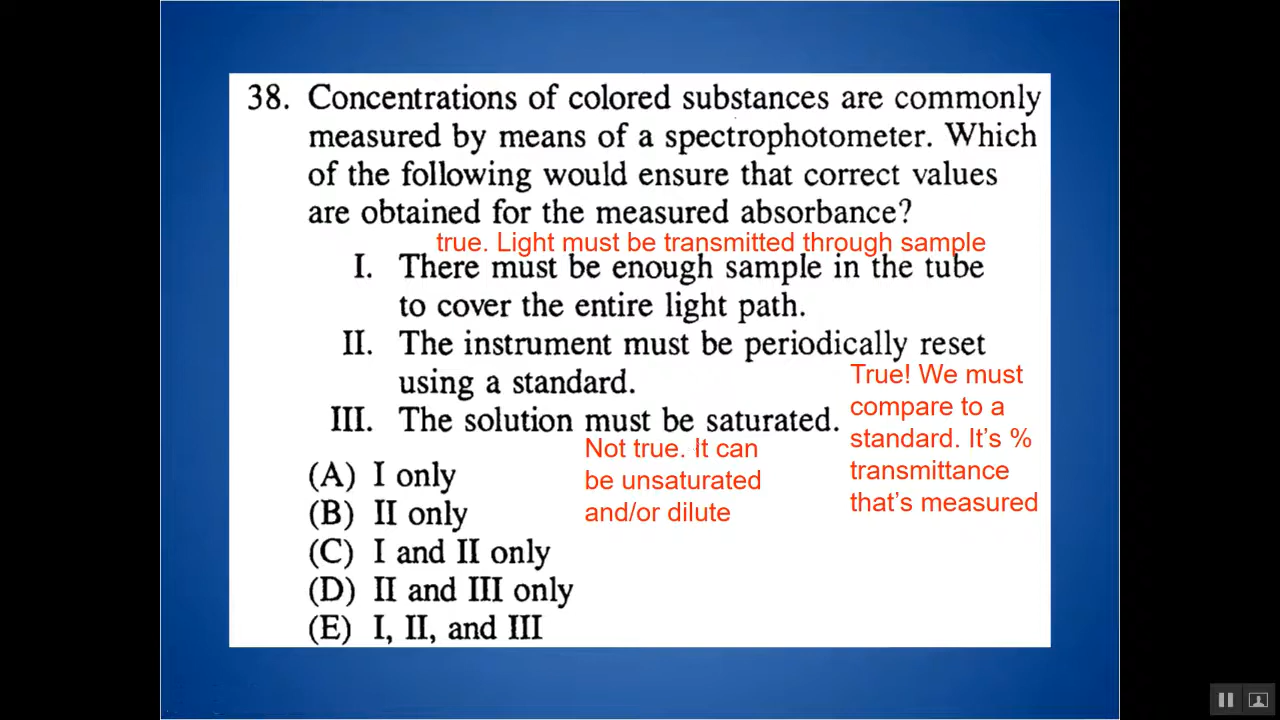 38. Concentrations of colored substances are commonly
measured by means of a spectrophotometer. Which
of the following would ensure that correct values
are obtained for the measured absorbance?
true. Light must be transmitted through sample
I. There must be enough sample in the tube
to cover the entire light path.
II. The instrument must be periodically reset
using a standard.
True! We must
compare to a
standard. It's %
transmittance
that's measured
III. The solution must be saturated.
Not true. It can
be unsaturated
and/or dilute
(A) I only
(B) II only
(C) I and II only
(D) II and III only
(E) I, II, and III